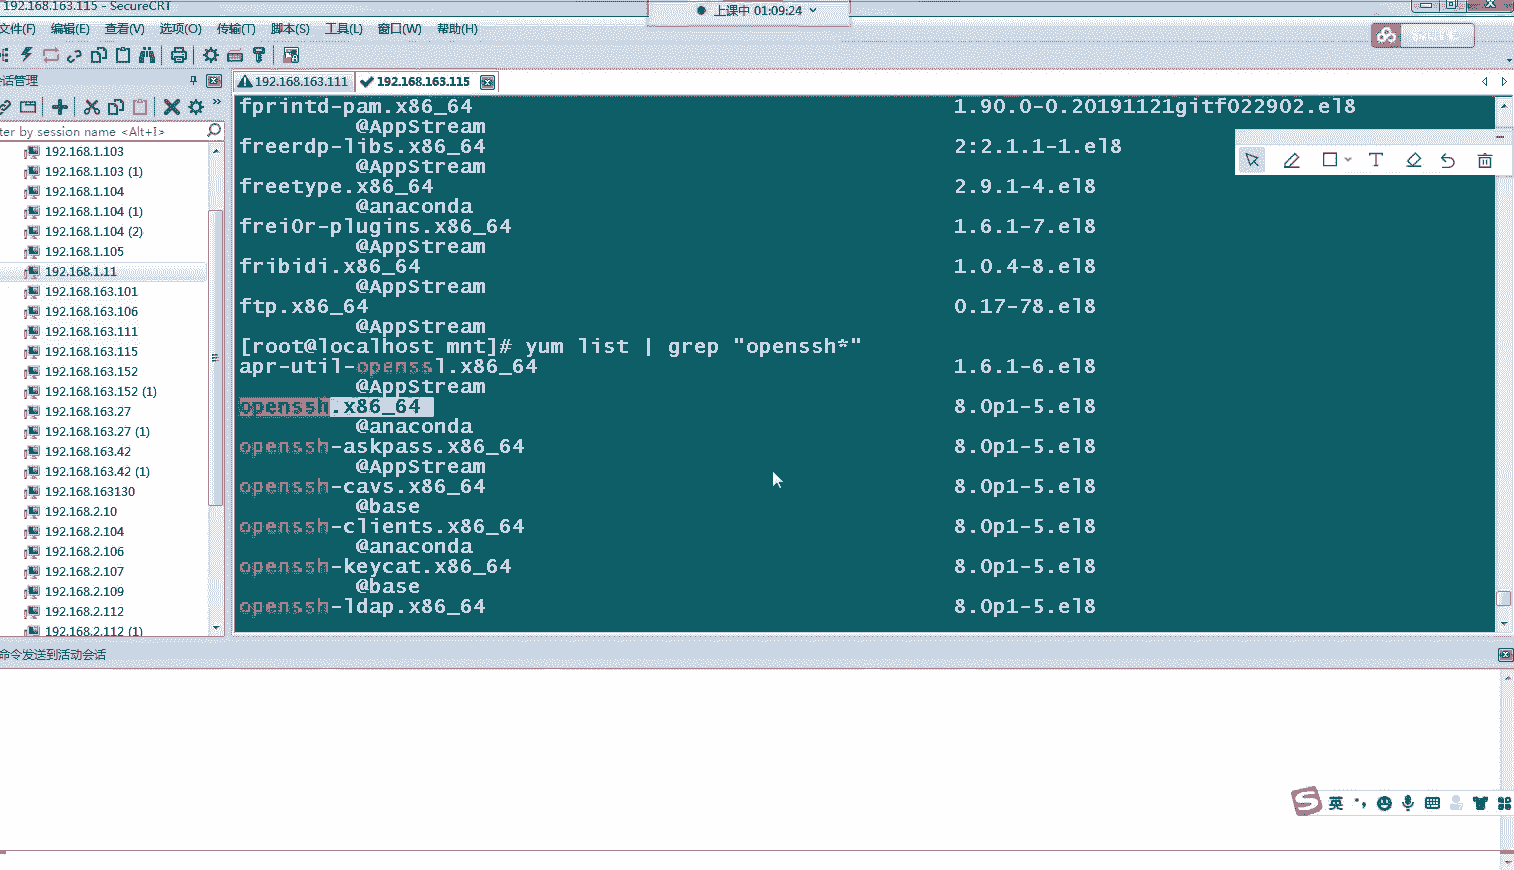 192.168.163.115 - SecureCRT
上课中 01:09:24
文件(F) 编辑(E) 查看(V) 选项(O) 传输(T) 脚本(S) 工具(L) 窗口(W) 帮助(H)
会话管理
192.168.163.111 192.168.163.115
ter by session name <Alt+I>
192.168.1.103
192.168.1.103 (1)
192.168.1.104
192.168.1.104 (1)
192.168.1.104 (2)
192.168.1.105
192.168.1.11
192.168.163.101
192.168.163.106
192.168.163.111
192.168.163.115
192.168.163.152
192.168.163.152 (1)
192.168.163.27
192.168.163.27 (1)
192.168.163.42
192.168.163.42 (1)
192.168.163130
192.168.2.10
192.168.2.104
192.168.2.106
192.168.2.107
192.168.2.109
192.168.2.112
192.168.2.112 (1)
fprintd-pam.x86_64 1.90.0-0.20191121gitf022902.el8
@AppStream
freerdp-libs.x86_64 2:2.1.1-1.el8
@AppStream
freetype.x86_64 2.9.1-4.el8
@anaconda
frei0r-plugins.x86_64 1.6.1-7.el8
@AppStream
fribidi.x86_64 1.0.4-8.el8
@AppStream
ftp.x86_64 0.17-78.el8
@AppStream
[root@localhost mnt]# yum list | grep "openssh*"
apr-util-openssl.x86_64 1.6.1-6.el8
@AppStream
openssh.x86_64 8.0p1-5.el8
@anaconda
openssh-askpass.x86_64 8.0p1-5.el8
@AppStream
openssh-cavs.x86_64 8.0p1-5.el8
@base
openssh-clients.x86_64 8.0p1-5.el8
@anaconda
openssh-keycat.x86_64 8.0p1-5.el8
@base
openssh-ldap.x86_64 8.0p1-5.el8
命令发送到活动会话
英